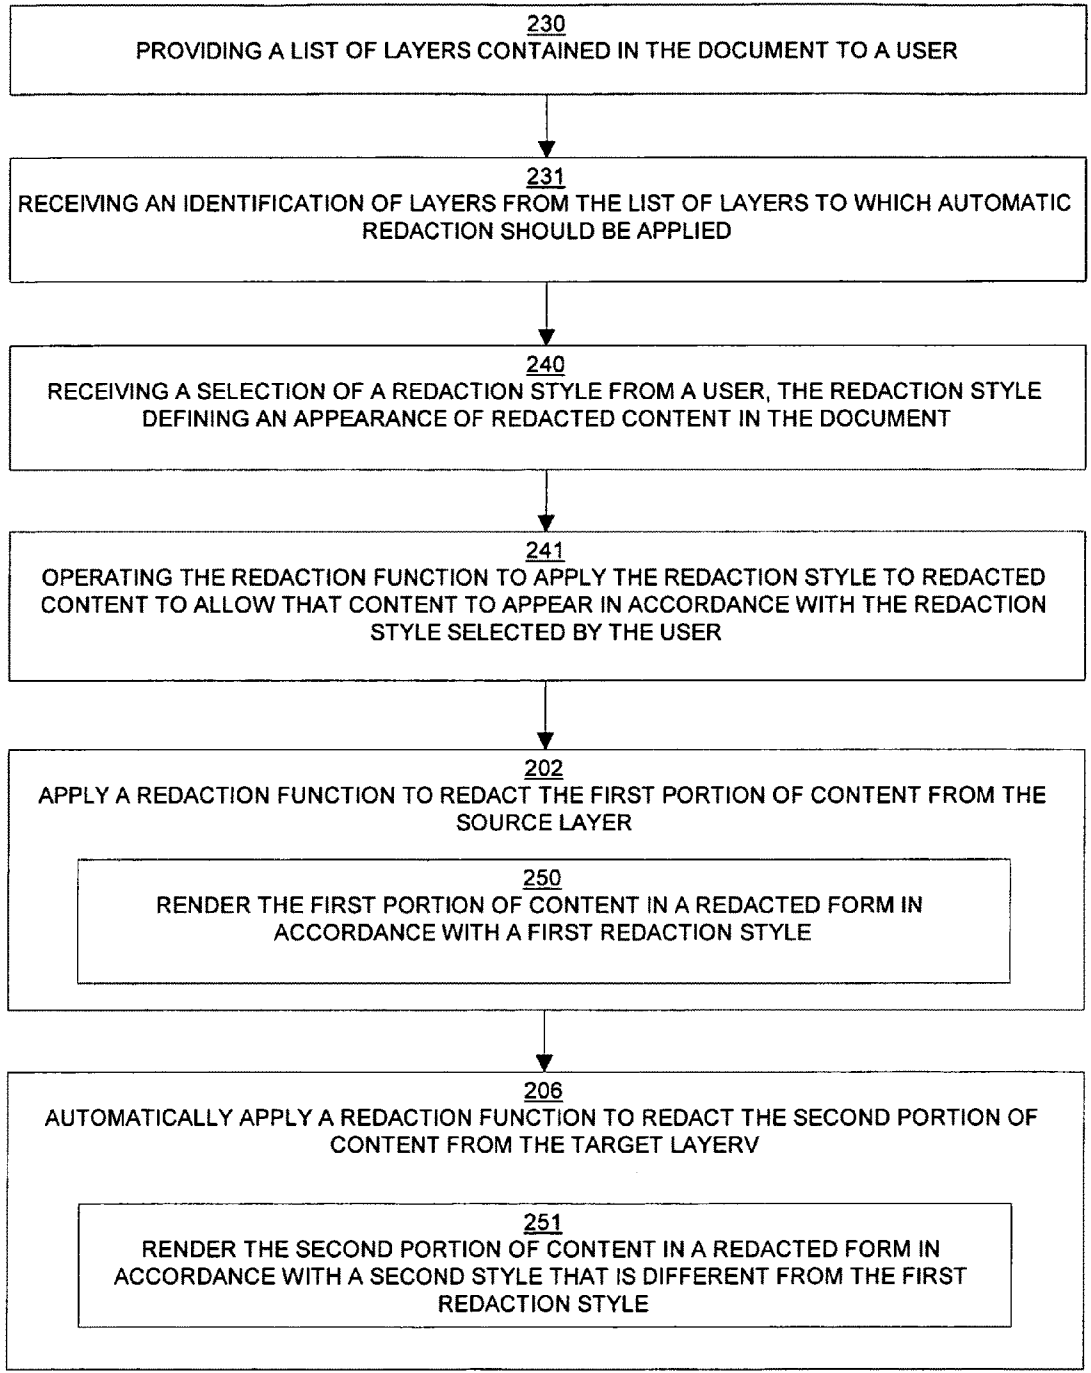 230
PROVIDING A LIST OF LAYERS CONTAINED IN THE DOCUMENT TO A USER
231
RECEIVING AN IDENTIFICATION OF LAYERS FROM THE LIST OF LAYERS TO WHICH AUTOMATIC
REDACTION SHOULD BE APPLIED
240
RECEIVING A SELECTION OF A REDACTION STYLE FROM A USER, THE REDACTION STYLE
DEFINING AN APPEARANCE OF REDACTED CONTENT IN THE DOCUMENT
241
OPERATING THE REDACTION FUNCTION TO APPLY THE REDACTION STYLE TO REDACTED
CONTENT TO ALLOW THAT CONTENT TO APPEAR IN ACCORDANCE WITH THE REDACTION
STYLE SELECTED BY THE USER
202
APPLY A REDACTION FUNCTION TO REDACT THE FIRST PORTION OF CONTENT FROM THE
SOURCE LAYER
250
RENDER THE FIRST PORTION OF CONTENT IN A REDACTED FORM IN
ACCORDANCE WITH A FIRST REDACTION STYLE
206
AUTOMATICALLY APPLY A REDACTION FUNCTION TO REDACT THE SECOND PORTION OF
CONTENT FROM THE TARGET LAYERV
251
RENDER THE SECOND PORTION OF CONTENT IN A REDACTED FORM IN
ACCORDANCE WITH A SECOND STYLE THAT IS DIFFERENT FROM THE FIRST
REDACTION STYLE